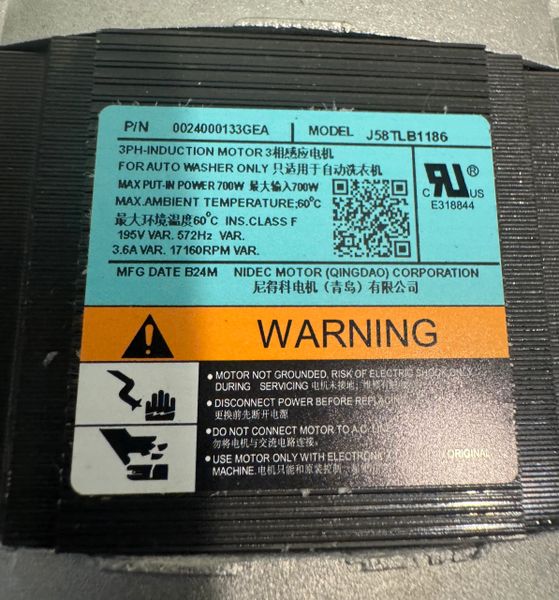 P/N 0024000133GEA MODEL J58TLB1186
3PH-INDUCTION MOTOR 3相感应电机
FOR AUTO WASHER ONLY 只适用于自动洗衣机
MAX PUT-IN POWER 700W 最大输入700W
MAX.AMBIENT TEMPERATURE;60°C
最大环境温度60°C INS.CLASS F
195V VAR. 572Hz VAR.
3.6A VAR. 17160RPM VAR.
C RU US
E318844
MFG DATE B24M NIDEC MOTOR (QINGDAO) CORPORATION
尼得科电机（青岛）有限公司
WARNING
• MOTOR NOT GROUNDED, RISK OF ELECTRIC SHOCK ONLY
DURING SERVICING 电机未接地；维修有
• DISCONNECT POWER BEFORE REPLACING
更换前先断开电源
• DO NOT CONNECT MOTOR TO A.C.
勿将电机与交流电路连接。
• USE MOTOR ONLY WITH ELECTRONIC ORIGINAL
MACHINE.电机只能和原装控制